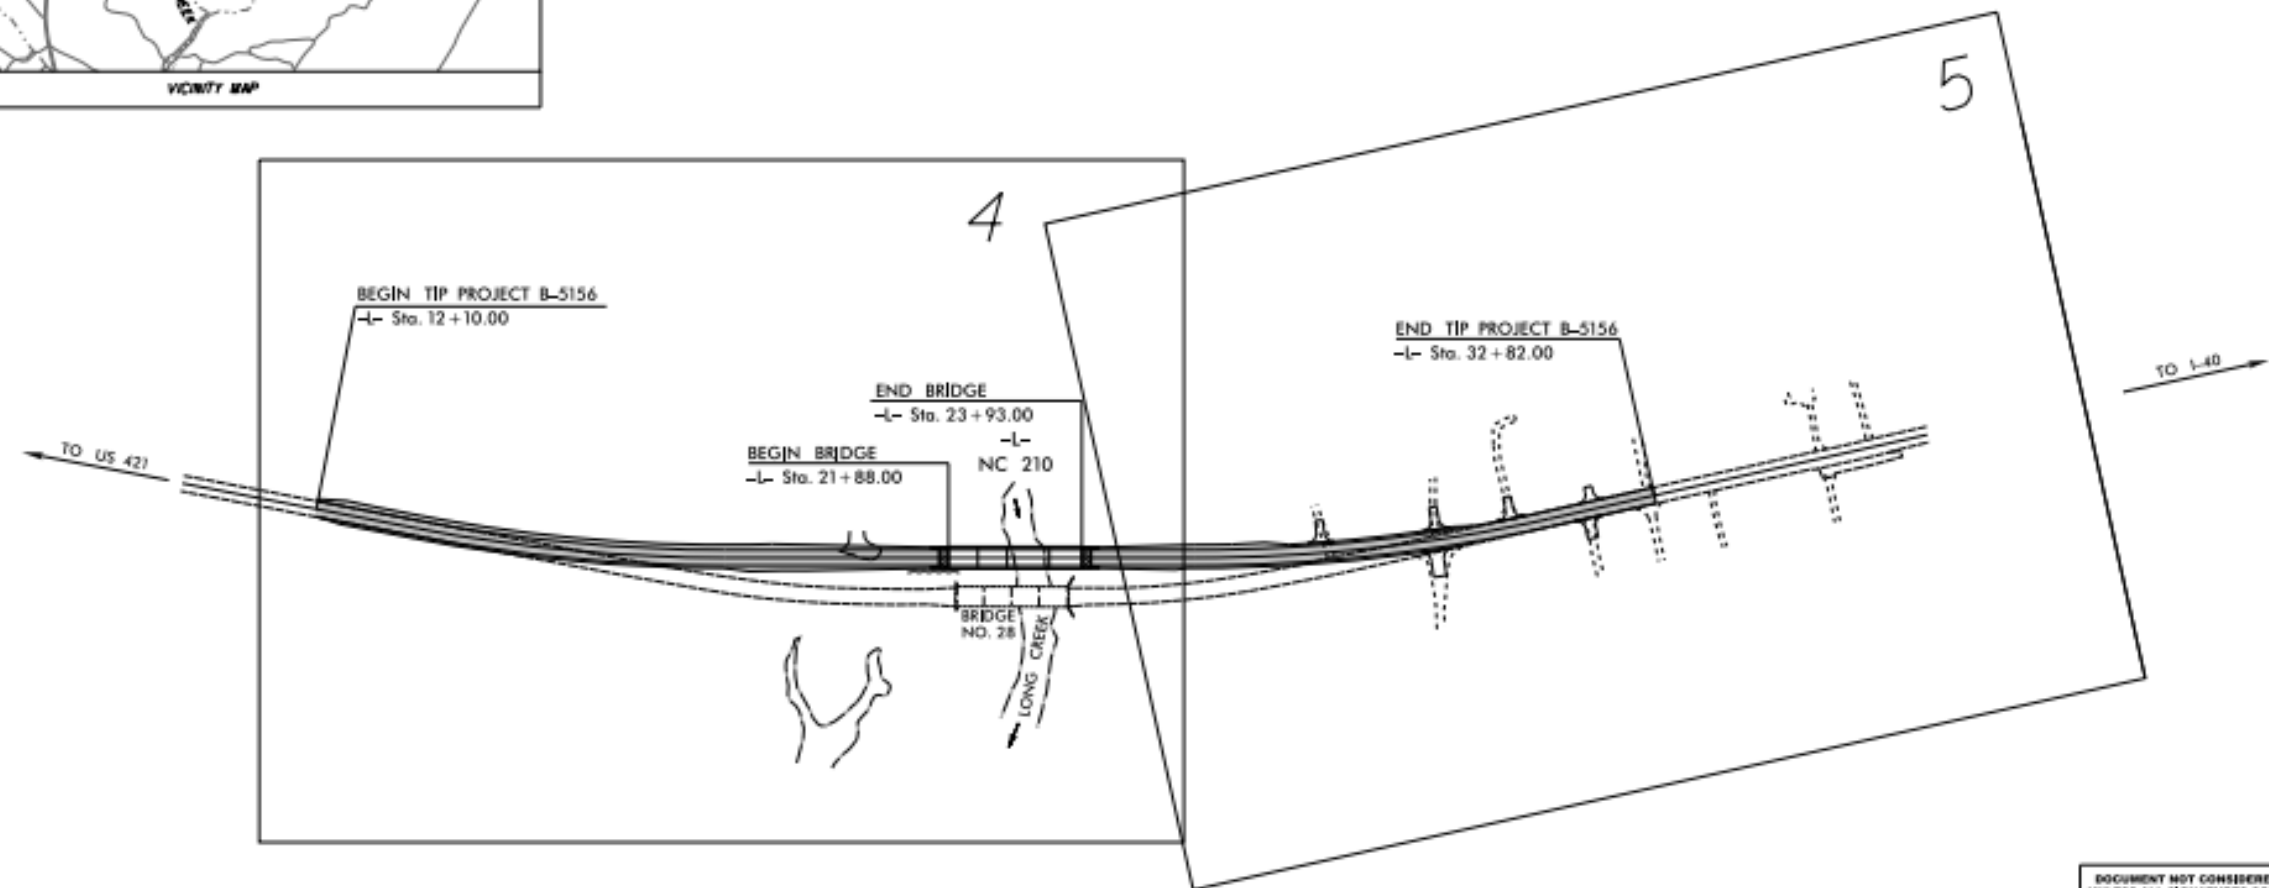 VICINITY MAP
5
4
BEGIN TIP PROJECT B-5156
-L- Sta. 12+10.00
END TIP PROJECT B-5156
-L- Sta. 32+82.00
TO I-40
END BRIDGE
-L- Sta. 23+93.00
-L-
NC 210
BEGIN BRIDGE
-L- Sta. 21+88.00
TO US 421
BRIDGE
NO. 28
LONG CREEK
DOCUMENT NOT CONSIDERE